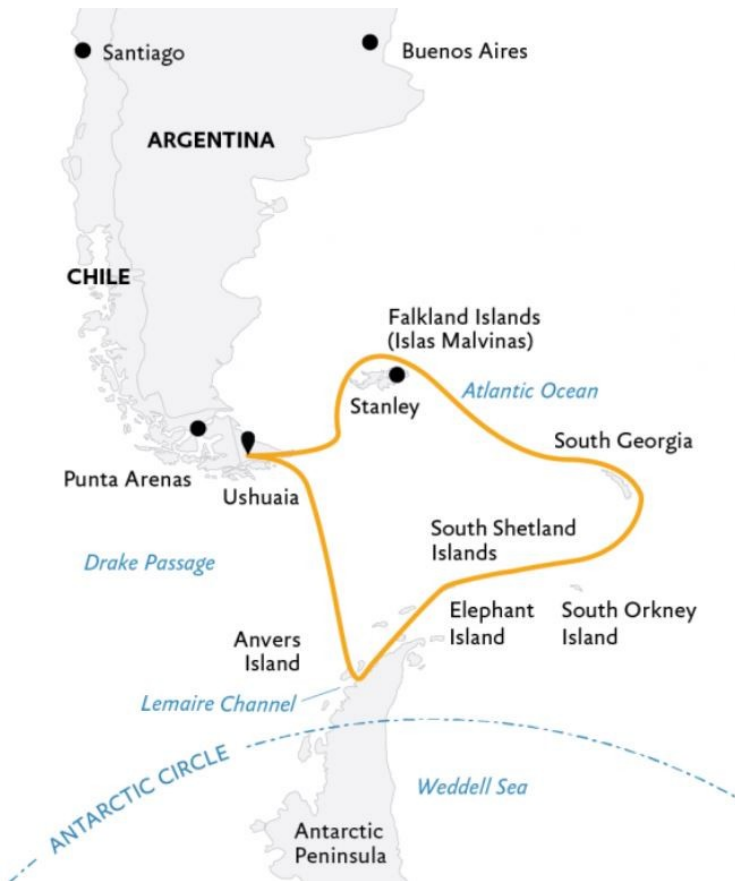 Santiago
Buenos Aires
ARGENTINA
CHILE
Falkland Islands
(Islas Malvinas)
Atlantic Ocean
Stanley
South Georgia
Punta Arenas
Ushuaia
South Shetland
Islands
Drake Passage
Elephant
Island
South Orkney
Island
Anvers
Island
Lemaire Channel
ANTARCTIC CIRCLE
Weddell Sea
Antarctic
Peninsula